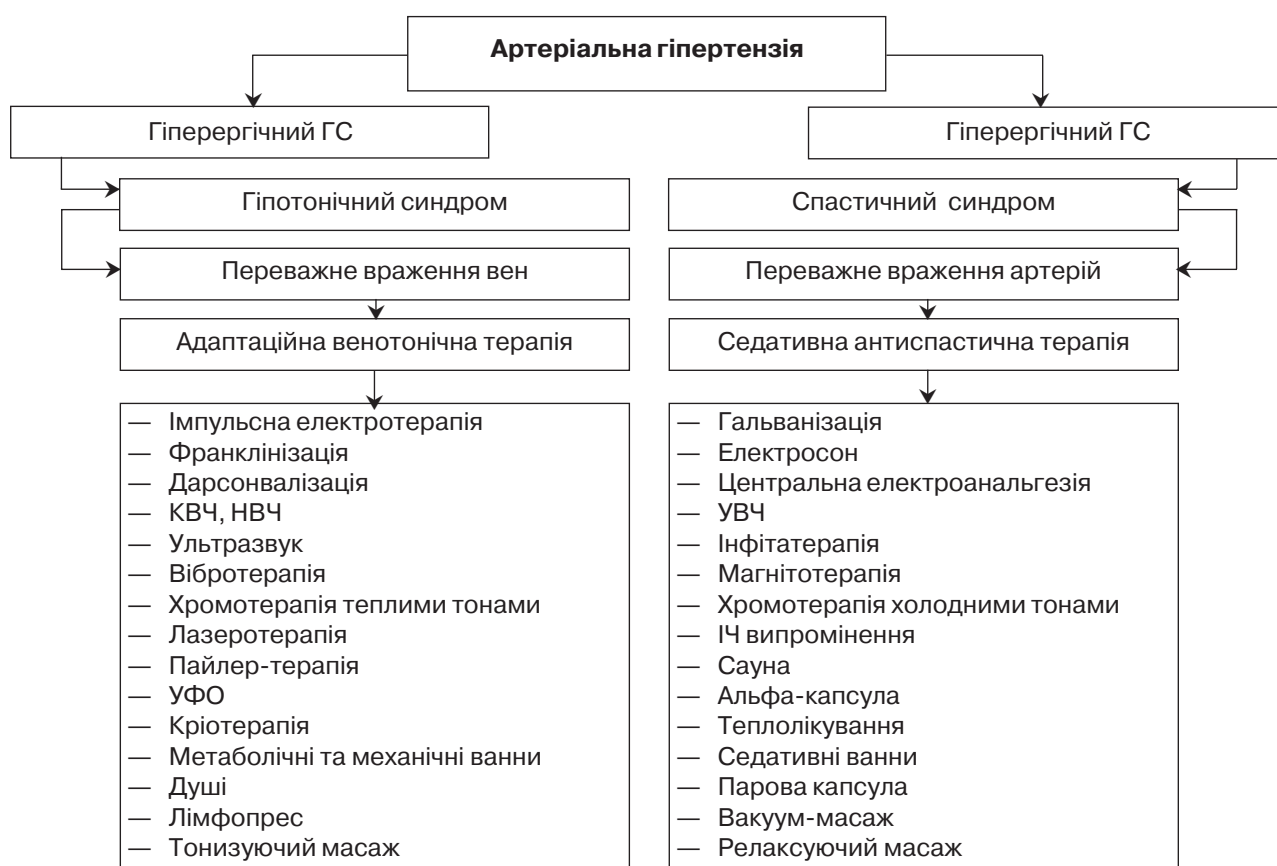 Артеріальна гіпертензія
Гіперергічний ГС
Гіперергічний ГС
Гіпотонічний синдром
Спастичний синдром
Переважне враження вен
Переважне враження артерій
Адаптаційна венотонічна терапія
Седативна антиспастична терапія
— Імпульсна електротерапія
— Франклінізація
— Дарсонвалізація
— КВЧ, НВЧ
— Ультразвук
— Вібротерапія
— Хромотерапія теплими тонами
— Лазеротерапія
— Пайлер-терапія
— УФО
— Кріотерапія
— Метаболічні та механічні ванни
— Душі
— Лімфопрес
— Тонизуючий масаж
— Гальванізація
— Електросон
— Центральна електроанальгезія
— УВЧ
— Інфітатерапія
— Магнітотерапія
— Хромотерапія холодними тонами
— ІЧ випромінення
— Сауна
— Альфа-капсула
— Теплолікування
— Седативні ванни
— Парова капсула
— Вакуум-масаж
— Релаксуючий масаж